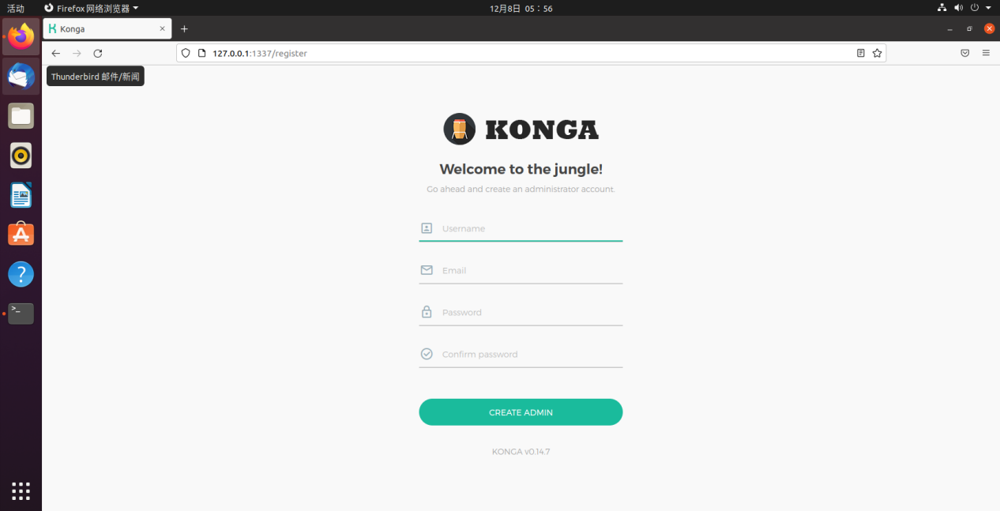 活动 Firefox 网络浏览器 12月8日 05：56
Konga
127.0.0.1:1337/register
Thunderbird 邮件/新闻
KONGA
Welcome to the jungle!
Go ahead and create an administrator account.
Username
Email
Password
Confirm password
CREATE ADMIN
KONGA v0.14.7